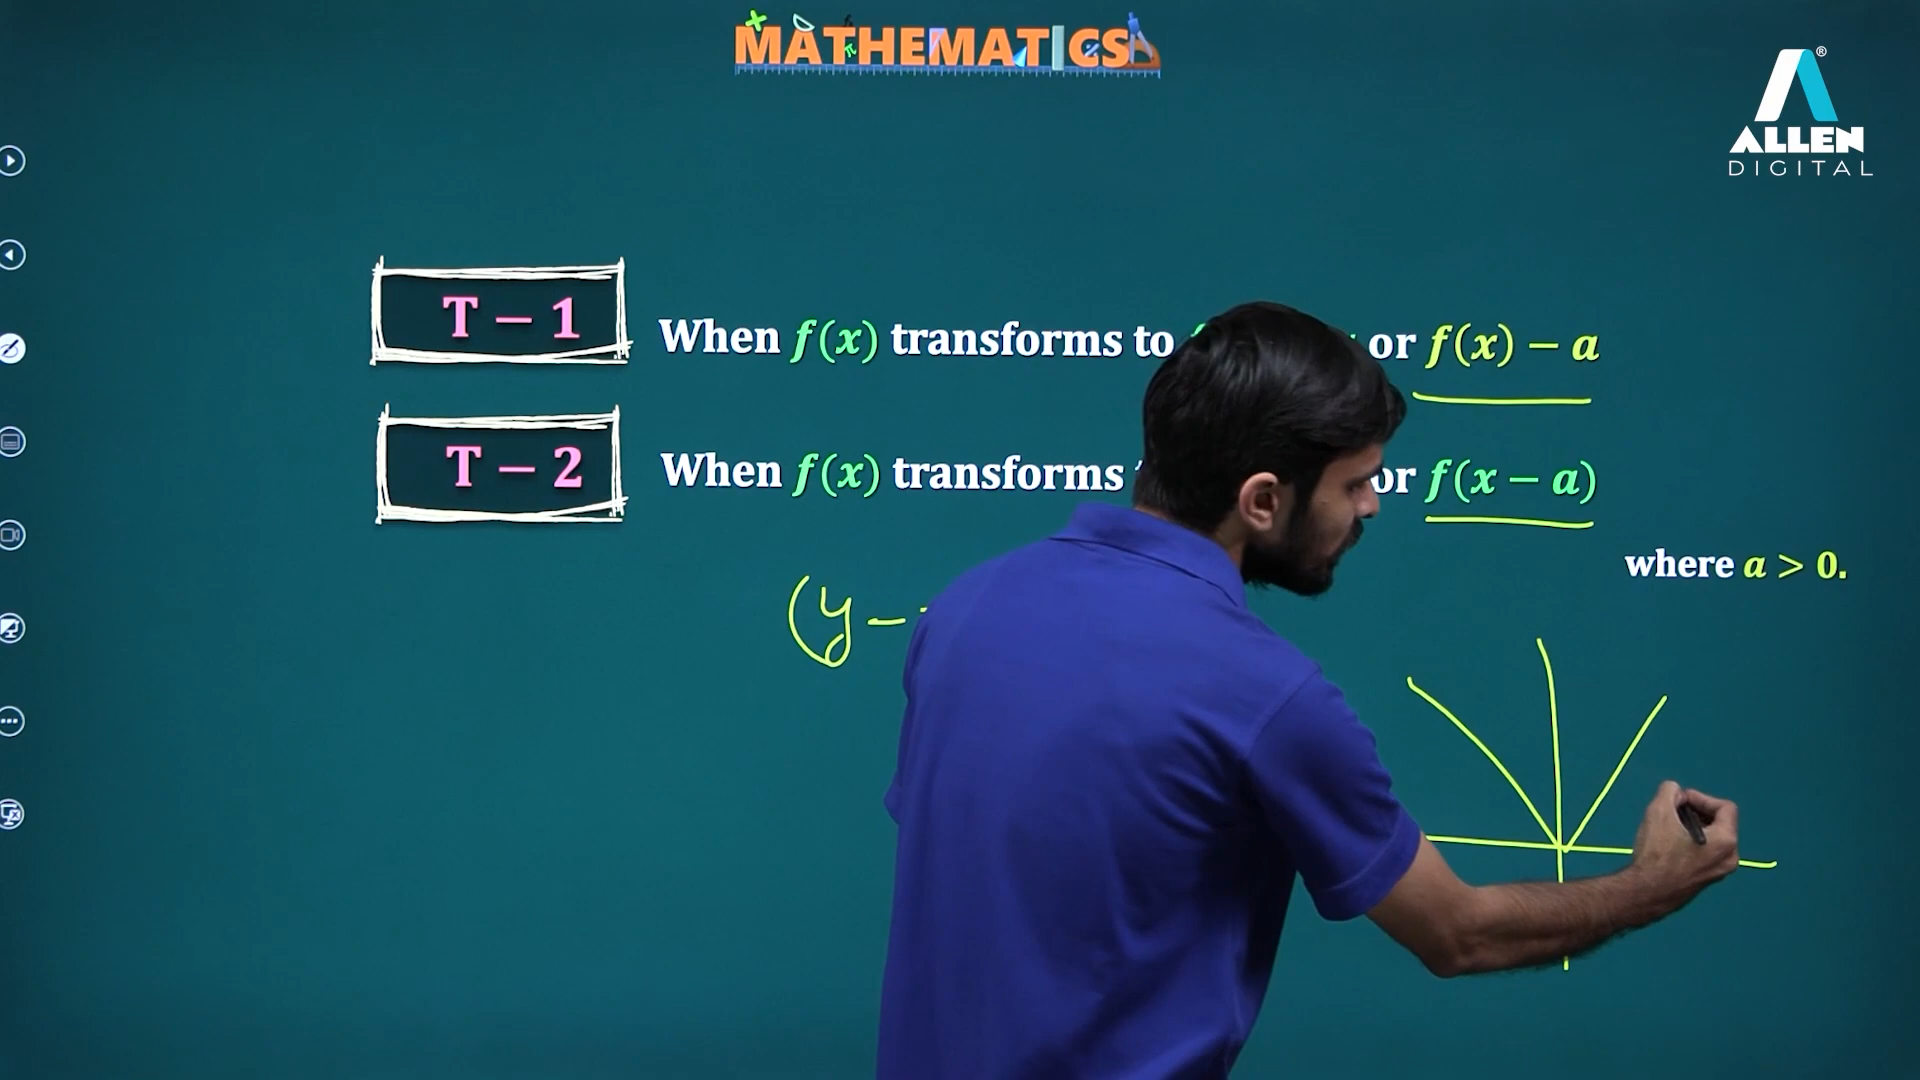 MATHEMATICS
ALLEN
DIGITAL
T – 1
When f(x) transforms to or f(x) – a
T – 2
When f(x) transforms or f(x – a)
where a > 0.
(y –